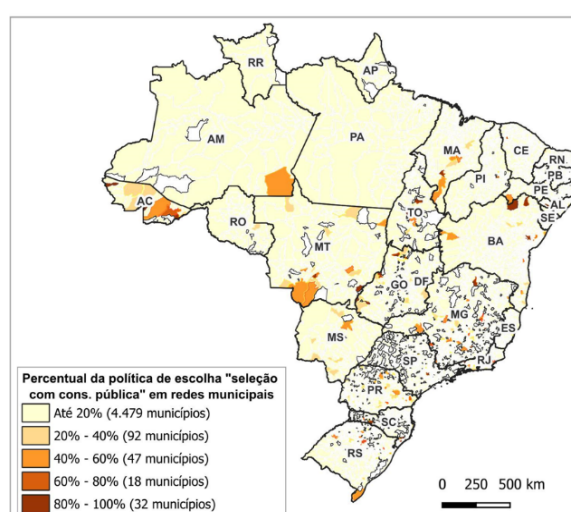 RR
AP
AM
PA
MA
CE
RN
PB
PE
AL
SE
PI
AC
RO
TO
BA
MT
GO
DF
MG
ES
MS
SP
RJ
PR
SC
RS
Percentual da política de escolha "seleção
com cons. pública" em redes municipais
Até 20% (4.479 municípios)
20% - 40% (92 municípios)
40% - 60% (47 municípios)
60% - 80% (18 municípios)
80% - 100% (32 municípios)
0 250 500 km